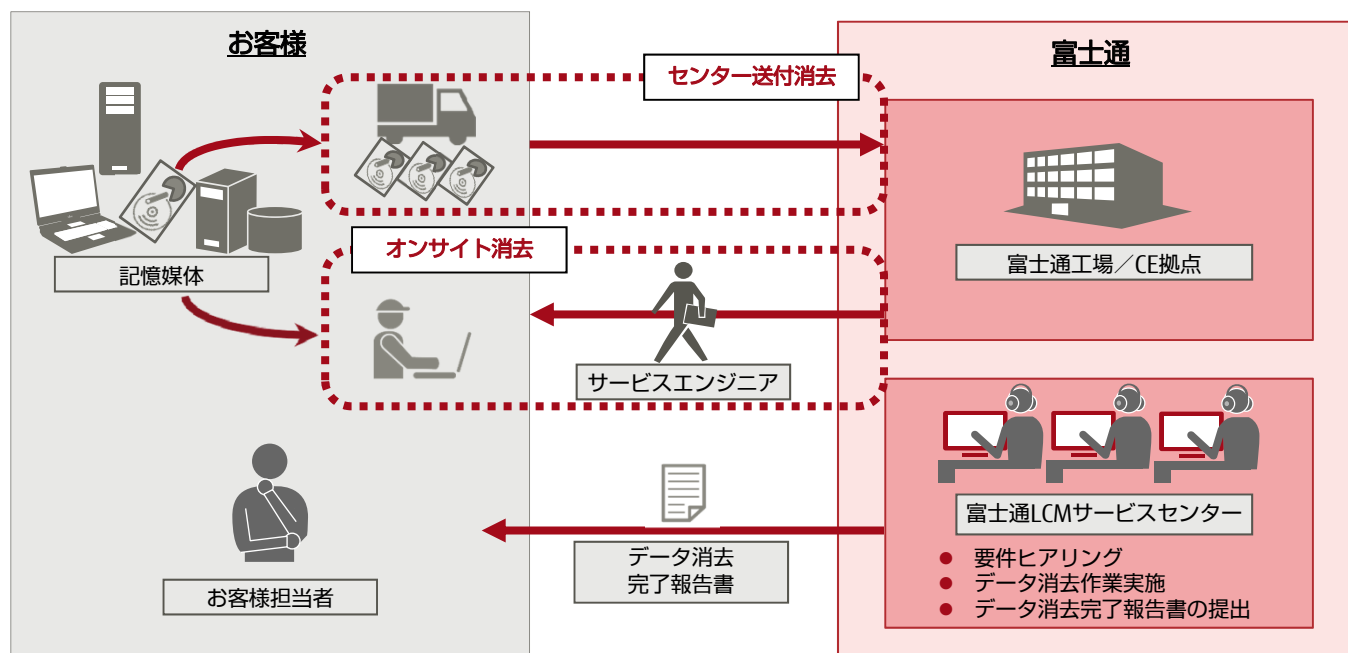 お客様
センター送付消去
富士通
記憶媒体
オンサイト消去
富士通工場／CE拠点
サービスエンジニア
お客様担当者
データ消去
完了報告書
富士通LCMサービスセンター
● 要件ヒアリング
● データ消去作業実施
● データ消去完了報告書の提出